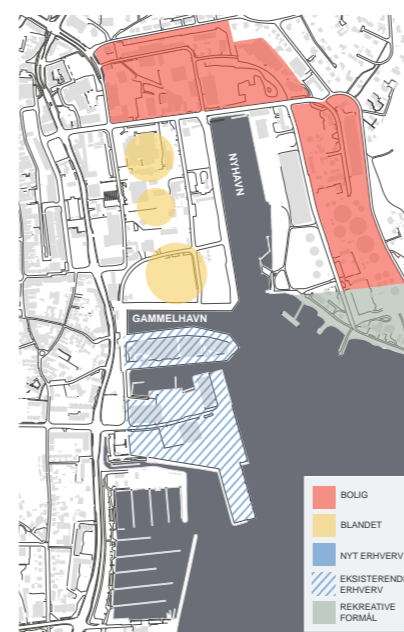 NYHAVN
GAMMELHAVN
BOLIG
BLANDET
NYT ERHVERV
EKSISTERENDE
ERHVERV
REKREATIVE
FORMÅL